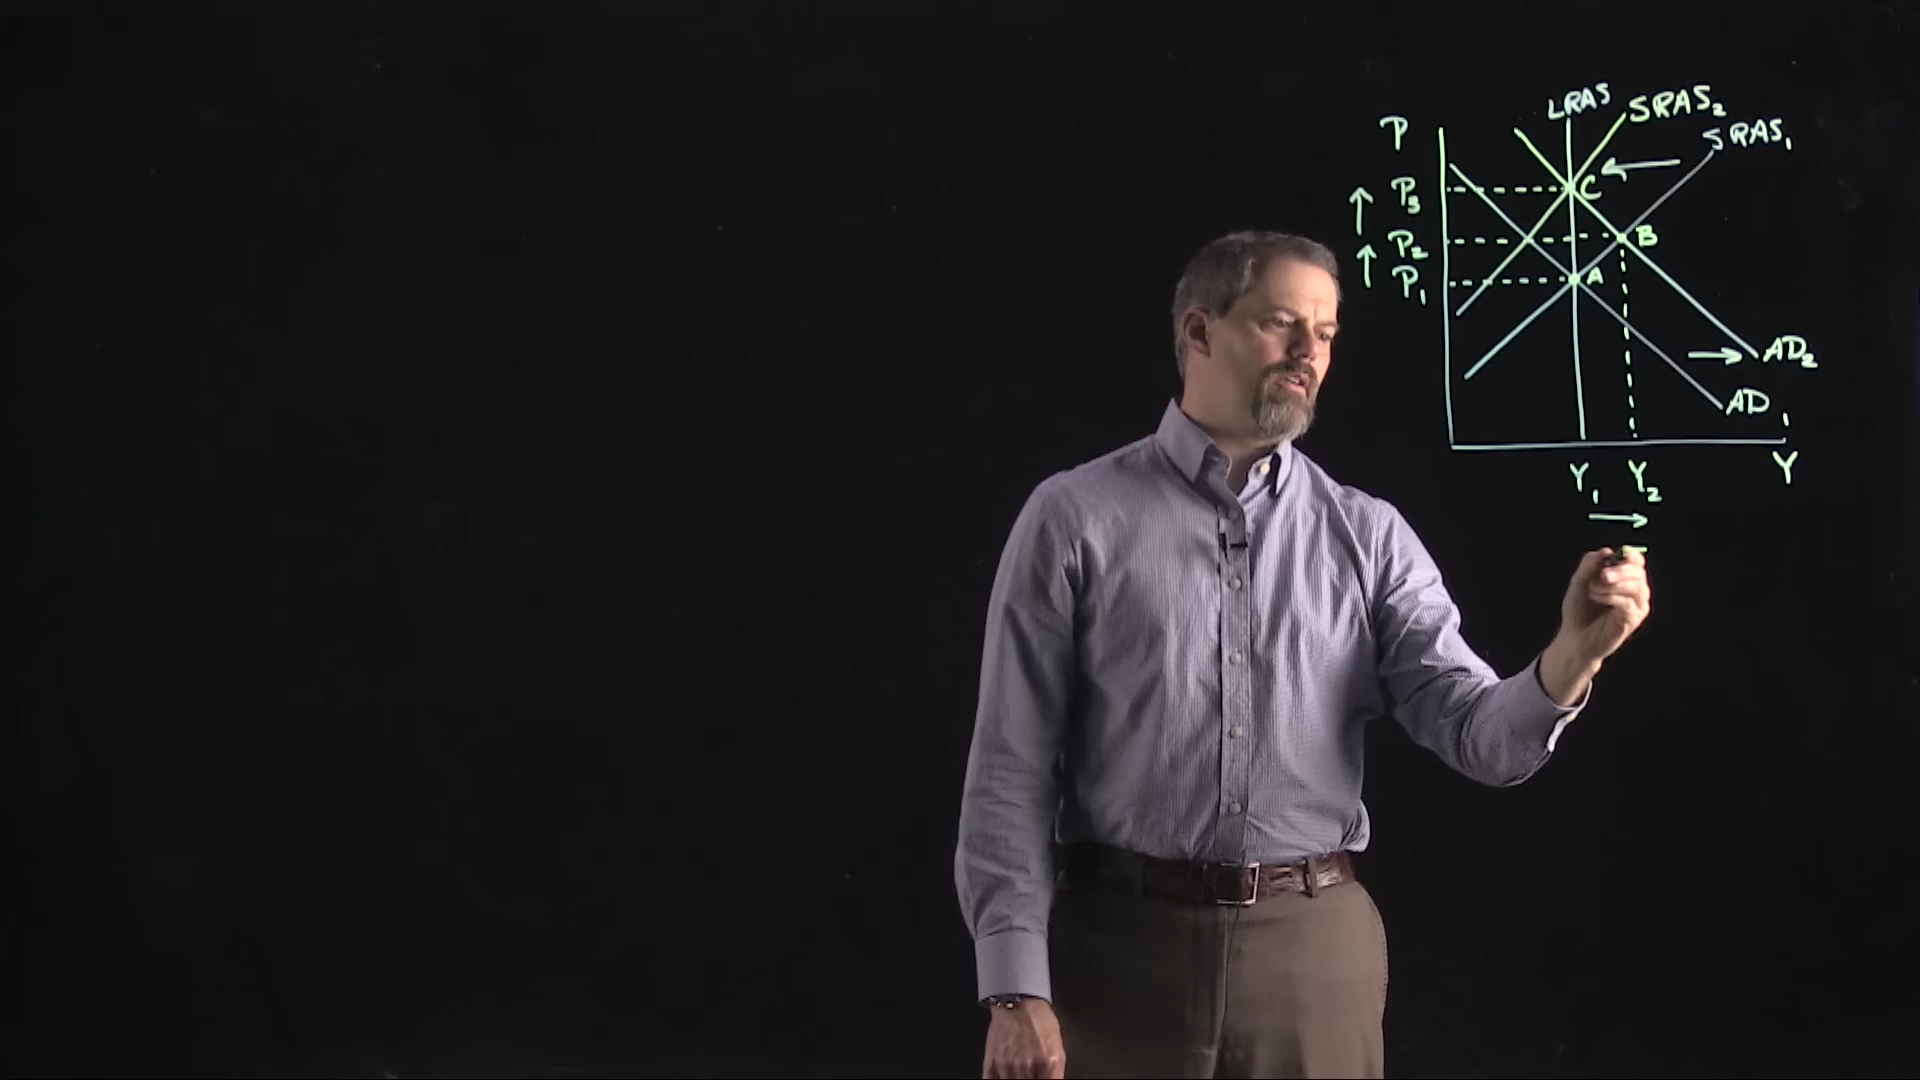 LRAS
SRAS₂
SRAS₁
P
P₃
C
P₂
B
P₁
A
AD₂
AD₁
Y₁
Y₂
Y